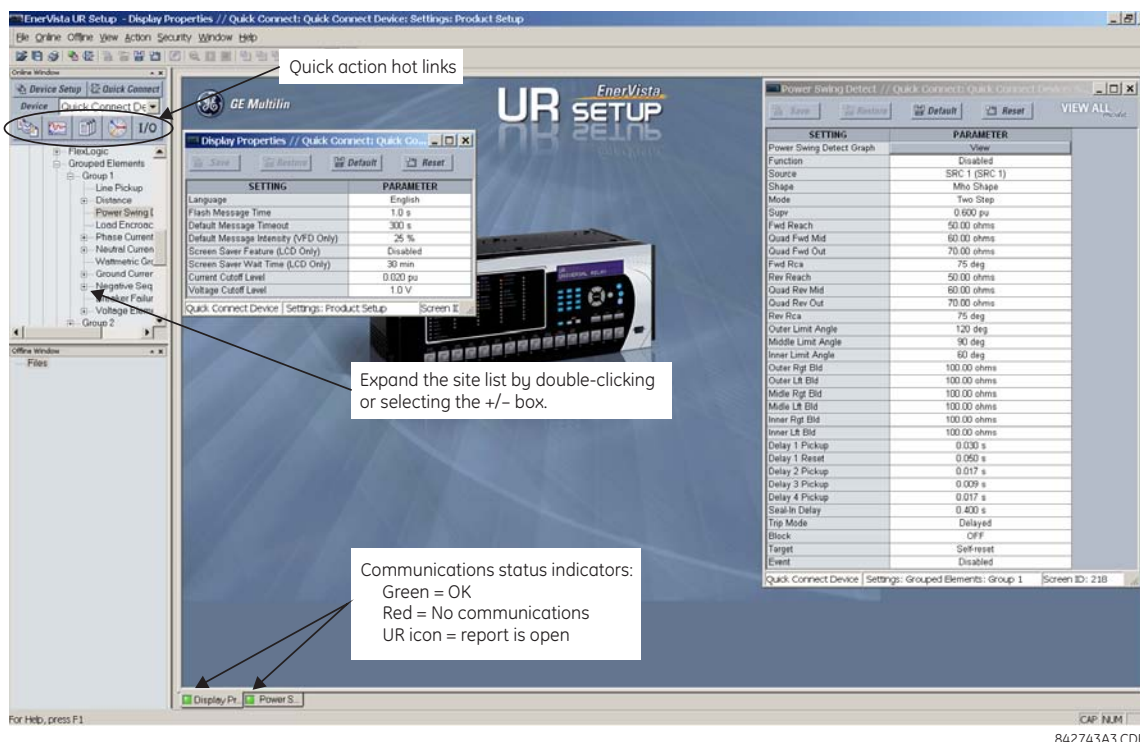 EnerVista UR Setup - Display Properties // Quick Connect: Quick Connect Device: Settings: Product Setup
File Online Offline View Action Security Window Help
Online Window
Device Setup Quick Connect
Device Quick Connect De
I/O
FlexLogic
Grouped Elements
Group 1
Line Pickup
Distance
Power Swing
Load Encroac
Phase Current
Neutral Curren
Wattmetric Gr
Ground Currer
Negative Seq
Breaker Failur
Voltage Eleme
Group 2
Offline Window
Files
Quick action hot links
GE Multilin
EnerVista
UR SETUP
Display Properties // Quick Connect: Quick Co...
Save Restore Default Reset
SETTING PARAMETER
Language English
Flash Message Time 1.0 s
Default Message Timeout 300 s
Default Message Intensity (VFD Only) 25 %
Screen Saver Feature (LCD Only) Disabled
Screen Saver Wait Time (LCD Only) 30 min
Current Cutoff Level 0.020 pu
Voltage Cutoff Level 1.0 V
Quick Connect Device Settings: Product Setup Screen I
UNIVERSAL RELAY
Expand the site list by double-clicking
or selecting the +/– box.
Communications status indicators:
Green = OK
Red = No communications
UR icon = report is open
Power Swing Detect // Quick Connect: Quick Connect Device:
Save Restore Default Reset VIEW ALL
SETTING PARAMETER
Power Swing Detect Graph View
Function Disabled
Source SRC 1 (SRC 1)
Shape Mho Shape
Mode Two Step
Supv 0.600 pu
Fwd Reach 50.00 ohms
Quad Fwd Mid 60.00 ohms
Quad Fwd Out 70.00 ohms
Fwd Rca 75 deg
Rev Reach 50.00 ohms
Quad Rev Mid 60.00 ohms
Quad Rev Out 70.00 ohms
Rev Rca 75 deg
Outer Limit Angle 120 deg
Middle Limit Angle 90 deg
Inner Limit Angle 60 deg
Outer Rgt Bld 100.00 ohms
Outer Lft Bld 100.00 ohms
Midle Rgt Bld 100.00 ohms
Midle Lft Bld 100.00 ohms
Inner Rgt Bld 100.00 ohms
Inner Lft Bld 100.00 ohms
Delay 1 Pickup 0.030 s
Delay 1 Reset 0.050 s
Delay 2 Pickup 0.017 s
Delay 3 Pickup 0.009 s
Delay 4 Pickup 0.017 s
Seal-In Delay 0.400 s
Trip Mode Delayed
Block OFF
Target Self-reset
Event Disabled
Quick Connect Device Settings: Grouped Elements: Group 1 Screen ID: 218
Display Pr.. Power S...
For Help, press F1
CAP NUM
842743A3.CDR